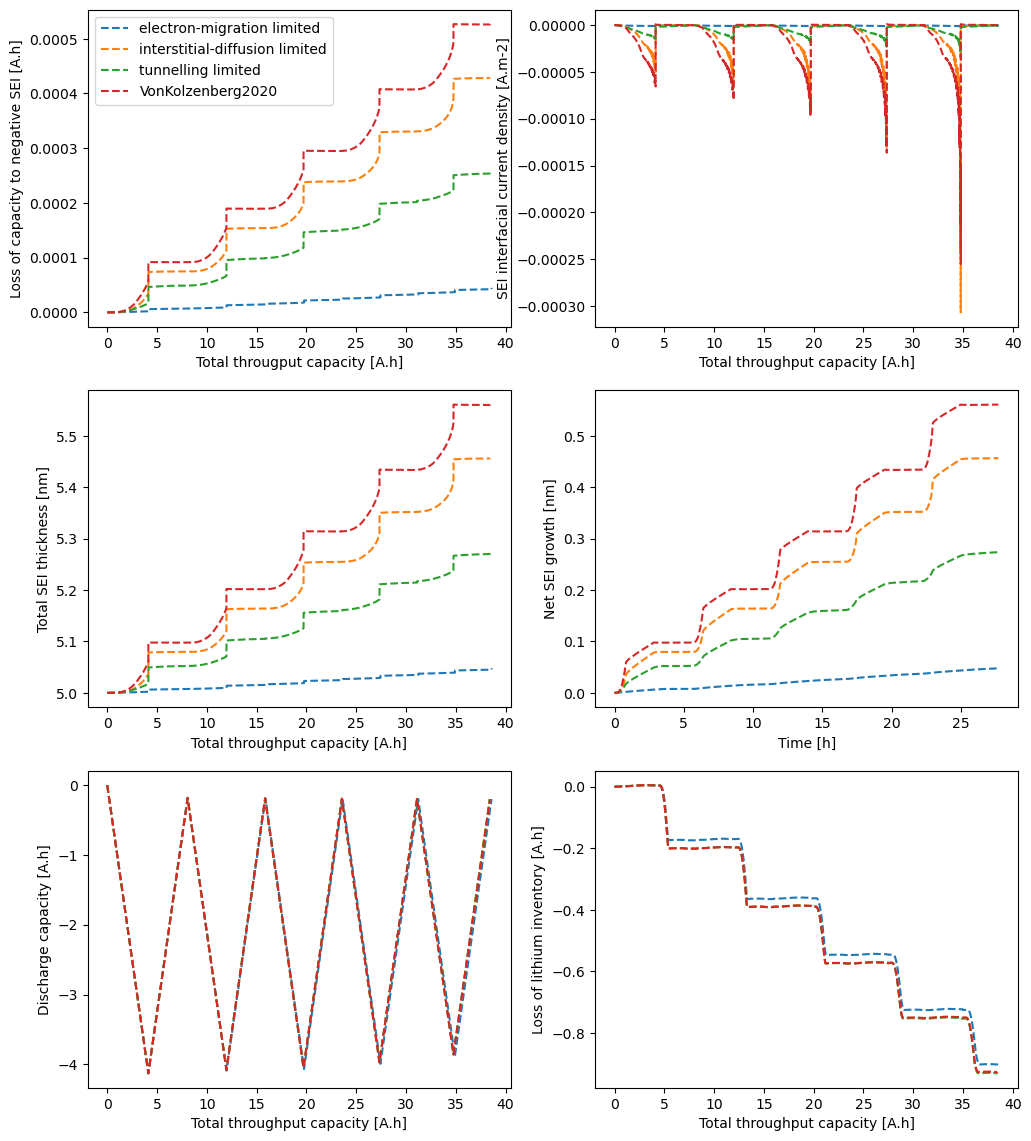 Loss of capacity to negative SEI [A.h]
0.0005
0.0004
0.0003
0.0002
0.0001
0.0000
electron-migration limited
interstitial-diffusion limited
tunnelling limited
VonKolzenberg2020
0 5 10 15 20 25 30 35 40
Total througput capacity [A.h]
SEI interfacial current density [A.m-2]
0.00000
−0.00005
−0.00010
−0.00015
−0.00020
−0.00025
−0.00030
0 5 10 15 20 25 30 35 40
Total throughput capacity [A.h]
Total SEI thickness [nm]
5.5
5.4
5.3
5.2
5.1
5.0
0 5 10 15 20 25 30 35 40
Total throughput capacity [A.h]
Net SEI growth [nm]
0.5
0.4
0.3
0.2
0.1
0.0
0 5 10 15 20 25
Time [h]
Discharge capacity [A.h]
0
−1
−2
−3
−4
0 5 10 15 20 25 30 35 40
Total throughput capacity [A.h]
Loss of lithium inventory [A.h]
0.0
−0.2
−0.4
−0.6
−0.8
0 5 10 15 20 25 30 35 40
Total throughput capacity [A.h]